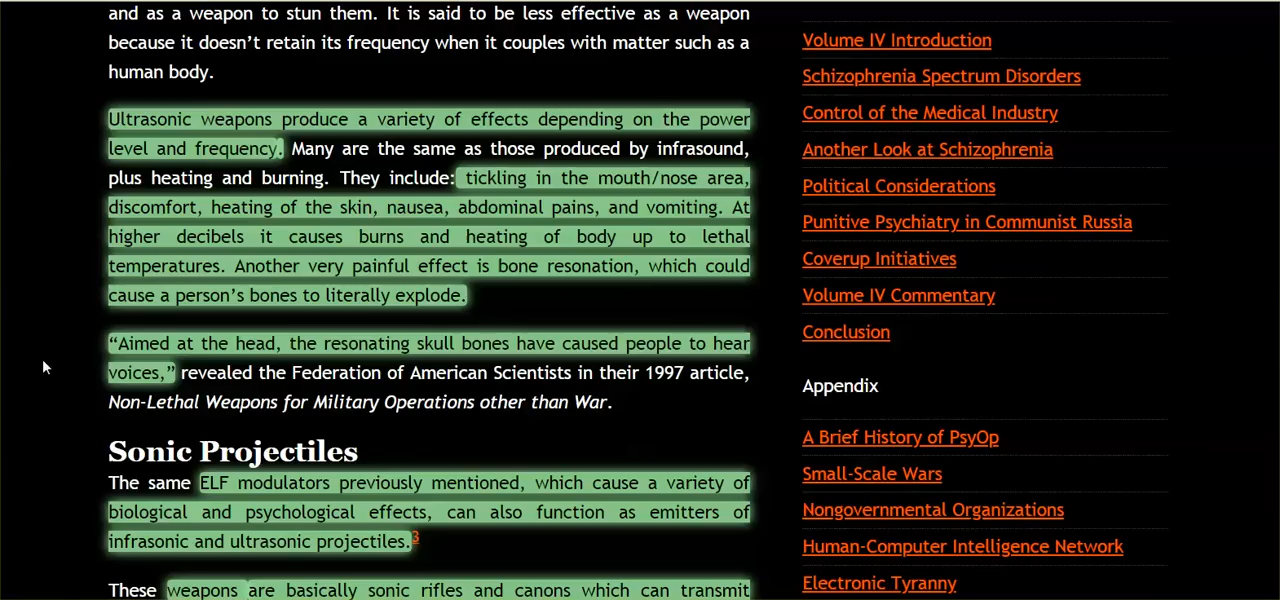 and as a weapon to stun them. It is said to be less effective as a weapon
because it doesn’t retain its frequency when it couples with matter such as a
human body.
Ultrasonic weapons produce a variety of effects depending on the power
level and frequency. Many are the same as those produced by infrasound,
plus heating and burning. They include: tickling in the mouth/nose area,
discomfort, heating of the skin, nausea, abdominal pains, and vomiting. At
higher decibels it causes burns and heating of body up to lethal
temperatures. Another very painful effect is bone resonation, which could
cause a person’s bones to literally explode.
“Aimed at the head, the resonating skull bones have caused people to hear
voices,” revealed the Federation of American Scientists in their 1997 article,
Non-Lethal Weapons for Military Operations other than War.
Sonic Projectiles
The same ELF modulators previously mentioned, which cause a variety of
biological and psychological effects, can also function as emitters of
infrasonic and ultrasonic projectiles.3
These weapons are basically sonic rifles and canons which can transmit
Volume IV Introduction
Schizophrenia Spectrum Disorders
Control of the Medical Industry
Another Look at Schizophrenia
Political Considerations
Punitive Psychiatry in Communist Russia
Coverup Initiatives
Volume IV Commentary
Conclusion
Appendix
A Brief History of PsyOp
Small-Scale Wars
Nongovernmental Organizations
Human-Computer Intelligence Network
Electronic Tyranny